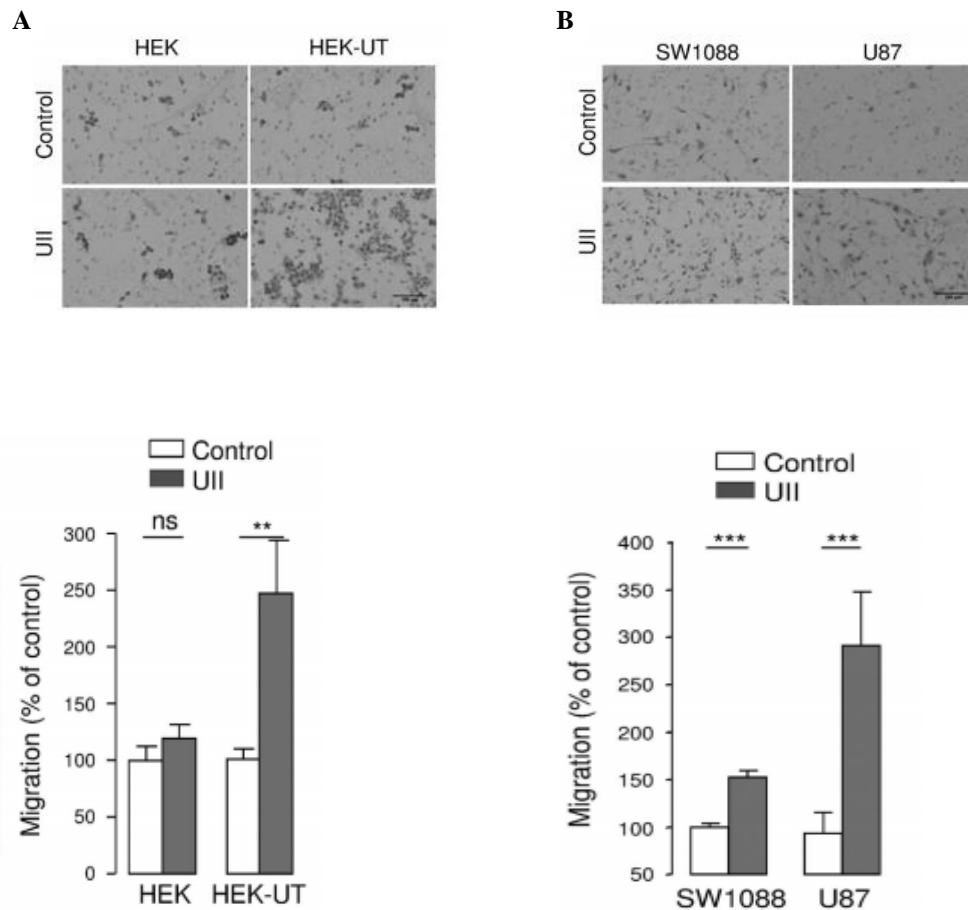 A
HEK HEK-UT
Control
UII
Control
UII
ns
**
Migration (% of control)
300
250
200
150
100
50
0
HEK HEK-UT
B
SW1088 U87
Control
UII
Control
UII
***
***
Migration (% of control)
400
350
300
250
200
150
100
50
SW1088 U87